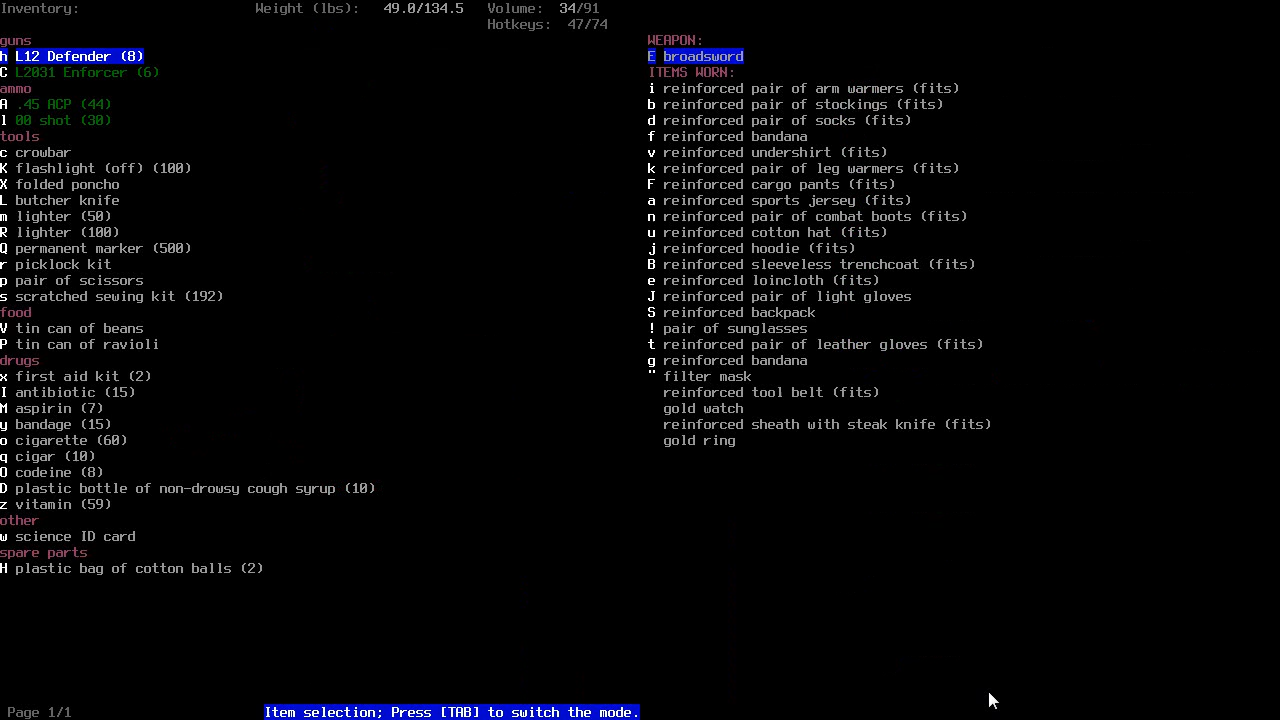 Inventory: Weight (lbs): 49.0/134.5 Volume: 34/91
Hotkeys: 47/74
guns
h L12 Defender (8)
C L2031 Enforcer (6)
ammo
A .45 ACP (44)
l 00 shot (30)
tools
c crowbar
K flashlight (off) (100)
X folded poncho
L butcher knife
m lighter (50)
R lighter (100)
Q permanent marker (500)
r picklock kit
p pair of scissors
s scratched sewing kit (192)
food
V tin can of beans
P tin can of ravioli
drugs
x first aid kit (2)
I antibiotic (15)
M aspirin (7)
y bandage (15)
o cigarette (60)
q cigar (10)
O codeine (8)
D plastic bottle of non-drowsy cough syrup (10)
z vitamin (59)
other
w science ID card
spare parts
H plastic bag of cotton balls (2)
WEAPON:
E broadsword
ITEMS WORN:
i reinforced pair of arm warmers (fits)
b reinforced pair of stockings (fits)
d reinforced pair of socks (fits)
f reinforced bandana
v reinforced undershirt (fits)
k reinforced pair of leg warmers (fits)
F reinforced cargo pants (fits)
a reinforced sports jersey (fits)
n reinforced pair of combat boots (fits)
u reinforced cotton hat (fits)
j reinforced hoodie (fits)
B reinforced sleeveless trenchcoat (fits)
e reinforced loincloth (fits)
J reinforced pair of light gloves
S reinforced backpack
! pair of sunglasses
t reinforced pair of leather gloves (fits)
g reinforced bandana
" filter mask
reinforced tool belt (fits)
gold watch
reinforced sheath with steak knife (fits)
gold ring
Page 1/1 Item selection; Press [TAB] to switch the mode.